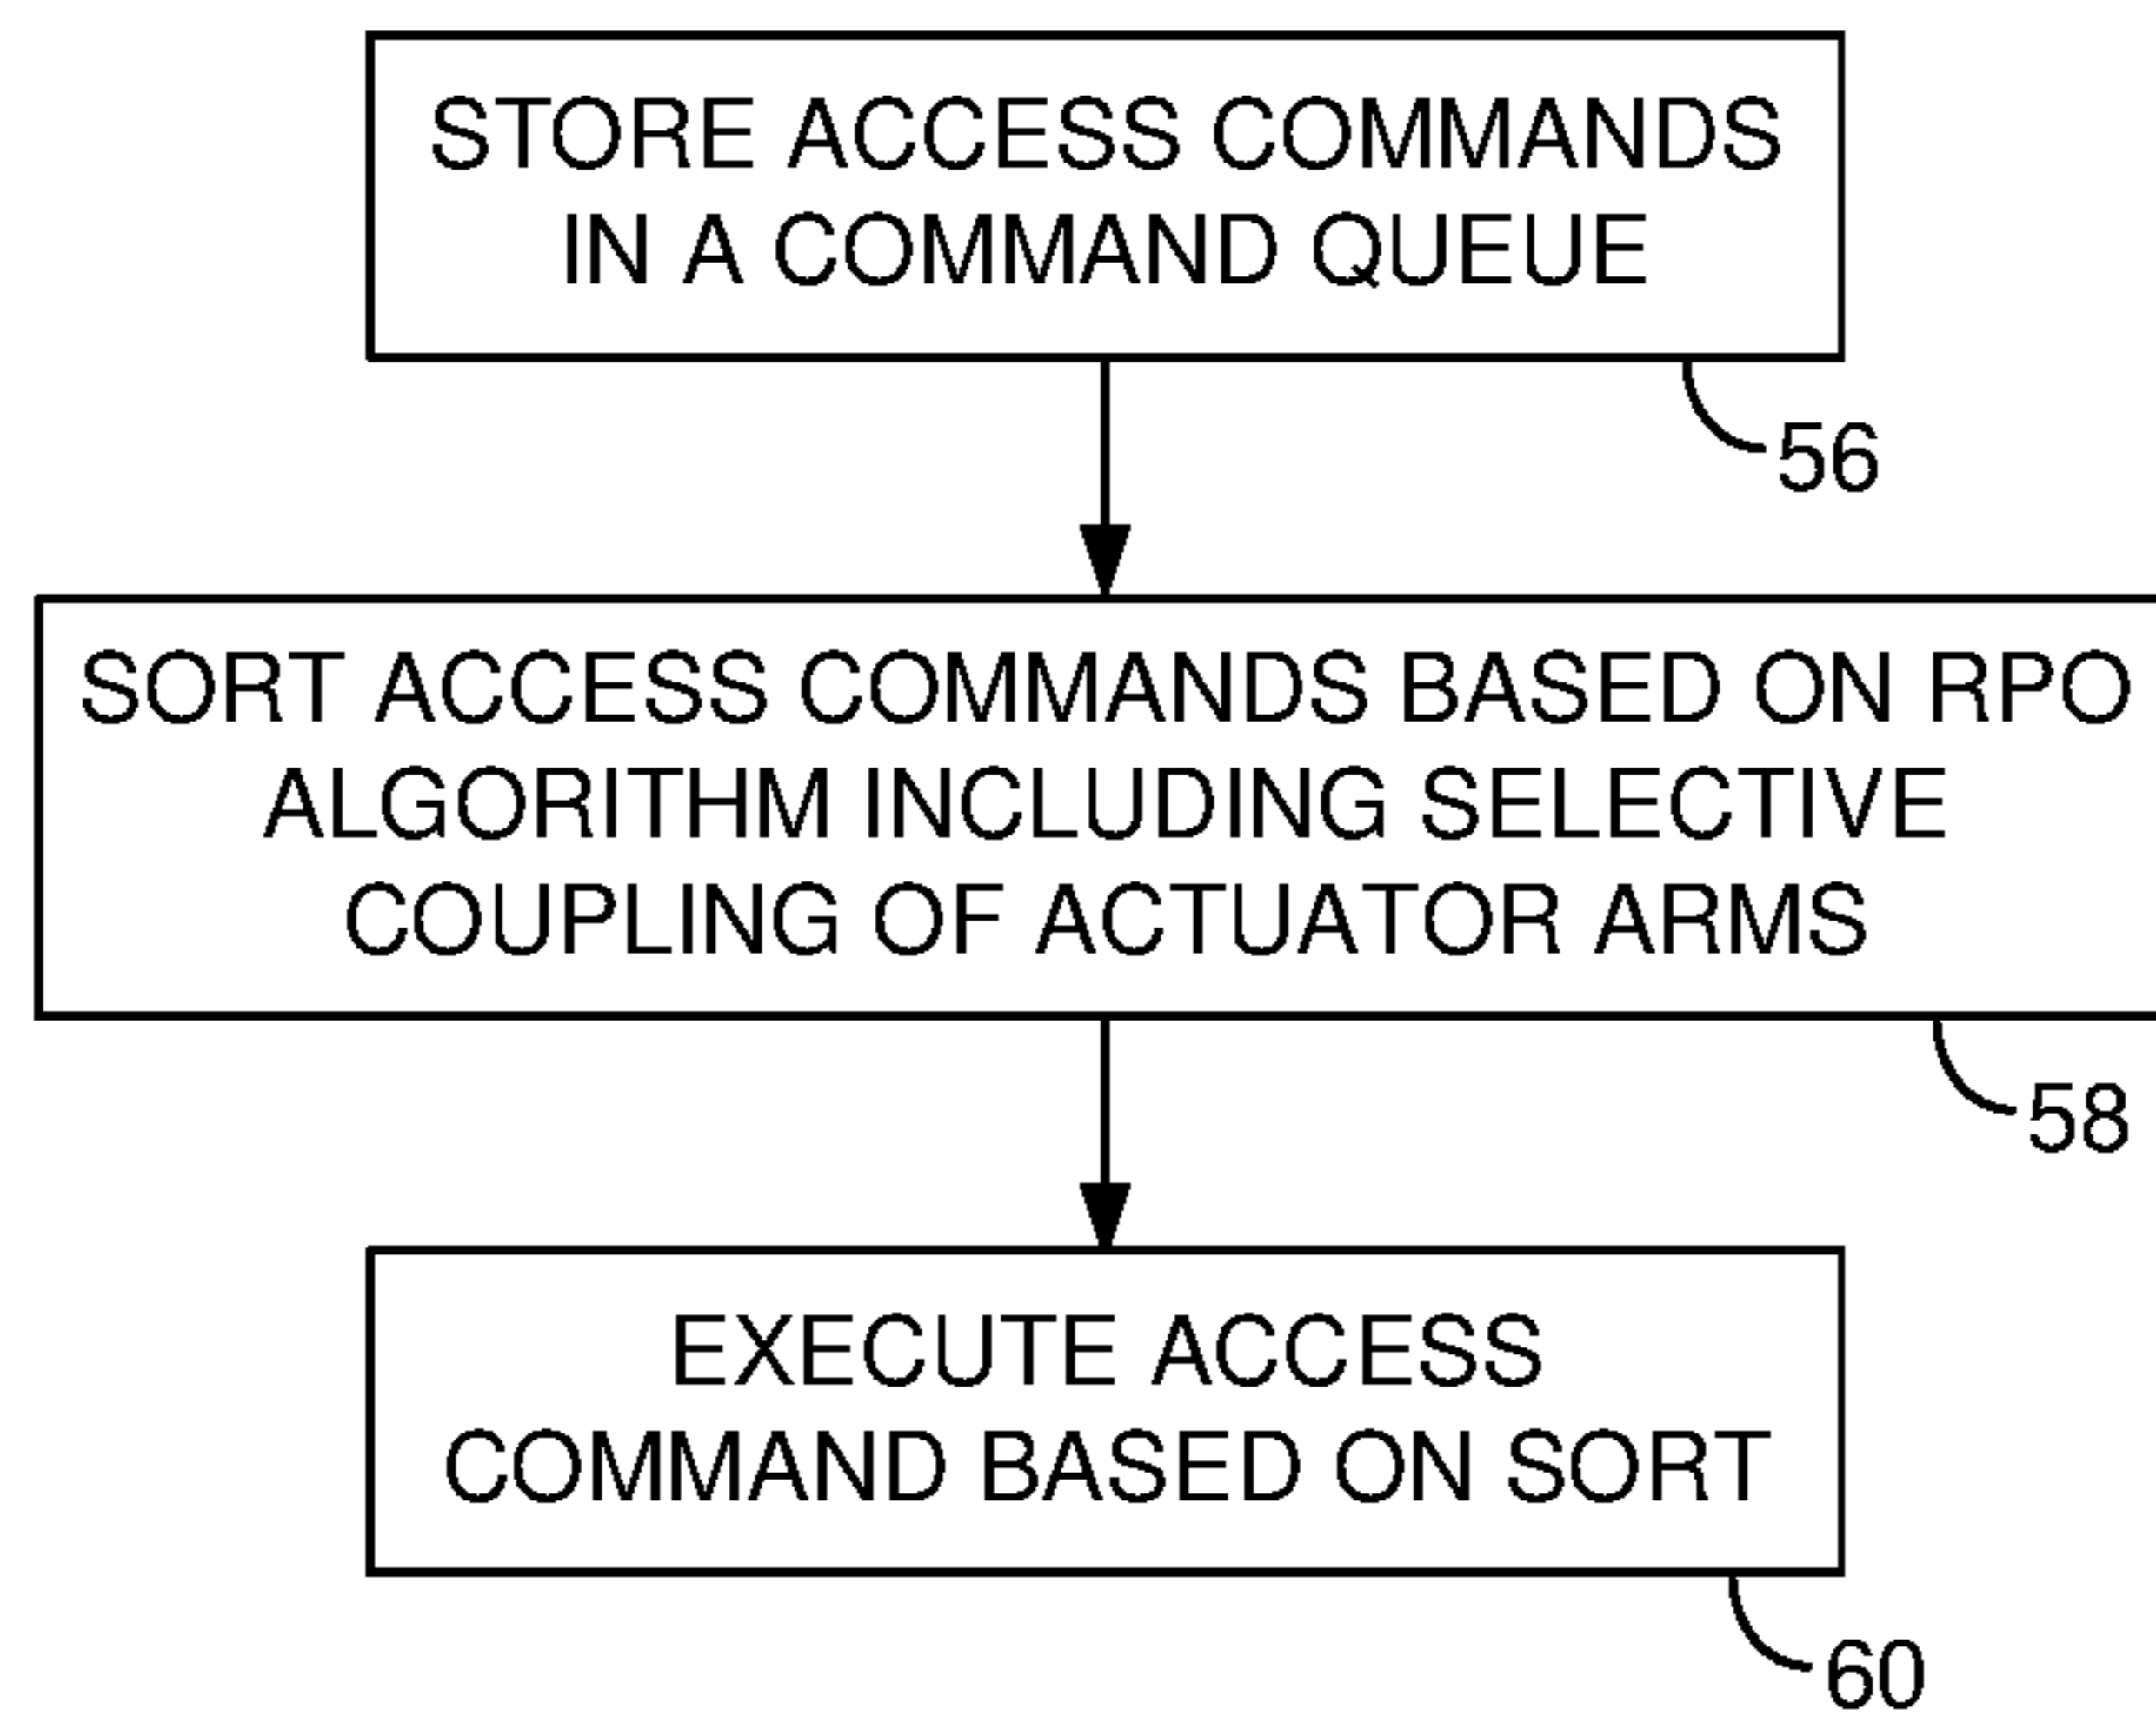 STORE ACCESS COMMANDS
IN A COMMAND QUEUE
56
SORT ACCESS COMMANDS BASED ON RPO
ALGORITHM INCLUDING SELECTIVE
COUPLING OF ACTUATOR ARMS
58
EXECUTE ACCESS
COMMAND BASED ON SORT
60